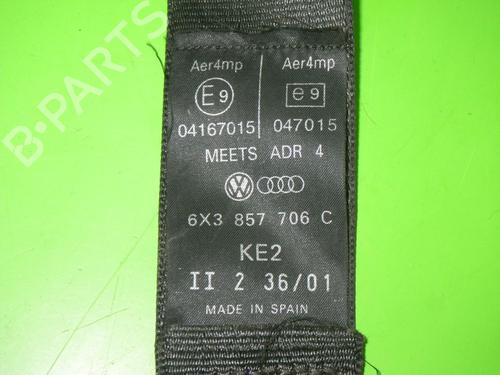 Aer4mp Aer4mp
E9 e9
04167015 047015
MEETS ADR 4
6X3 857 706 C
KE2
II 2 36/01
MADE IN SPAIN
B-PARTS